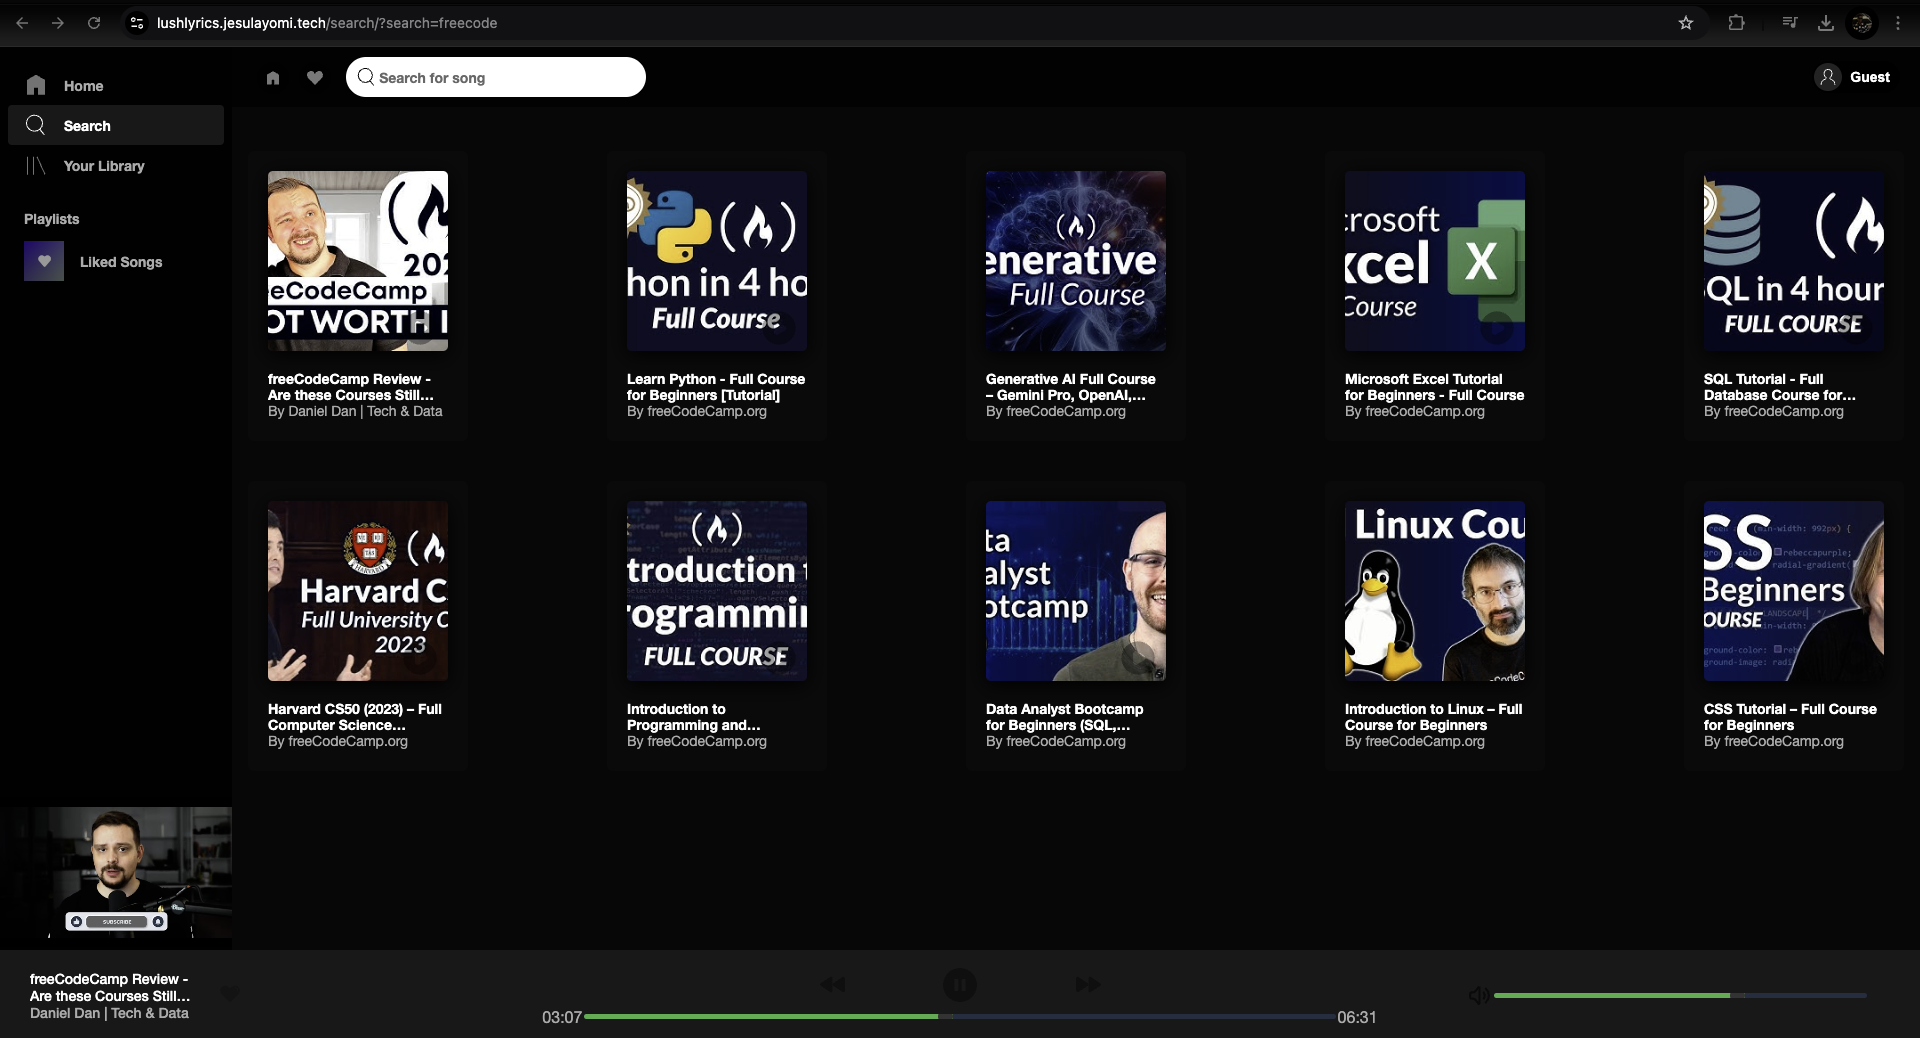 lushlyrics.jesulayomi.tech/search/?search=freecode
Home
Search
Your Library
Playlists
Liked Songs
Search for song
Guest
202
eeCodeCamp
OT WORTH I
hon in 4 ho
Full Course
enerative
Full Course
crosoft
xcel
X
Course
SQL in 4 hour
FULL COURSE
freeCodeCamp Review -
Are these Courses Still...
By Daniel Dan | Tech & Data
Learn Python - Full Course
for Beginners [Tutorial]
By freeCodeCamp.org
Generative AI Full Course
– Gemini Pro, OpenAI,...
By freeCodeCamp.org
Microsoft Excel Tutorial
for Beginners - Full Course
By freeCodeCamp.org
SQL Tutorial - Full
Database Course for...
By freeCodeCamp.org
Harvard C
Full University C
2023
troduction t
rogrammin
FULL COURSE
ta
alyst
otcamp
Linux Cou
SS
Beginners
OURSE
Harvard CS50 (2023) – Full
Computer Science...
By freeCodeCamp.org
Introduction to
Programming and...
By freeCodeCamp.org
Data Analyst Bootcamp
for Beginners (SQL,...
By freeCodeCamp.org
Introduction to Linux – Full
Course for Beginners
By freeCodeCamp.org
CSS Tutorial – Full Course
for Beginners
By freeCodeCamp.org
SUBSCRIBE
freeCodeCamp Review -
Are these Courses Still...
Daniel Dan | Tech & Data
03:07
06:31